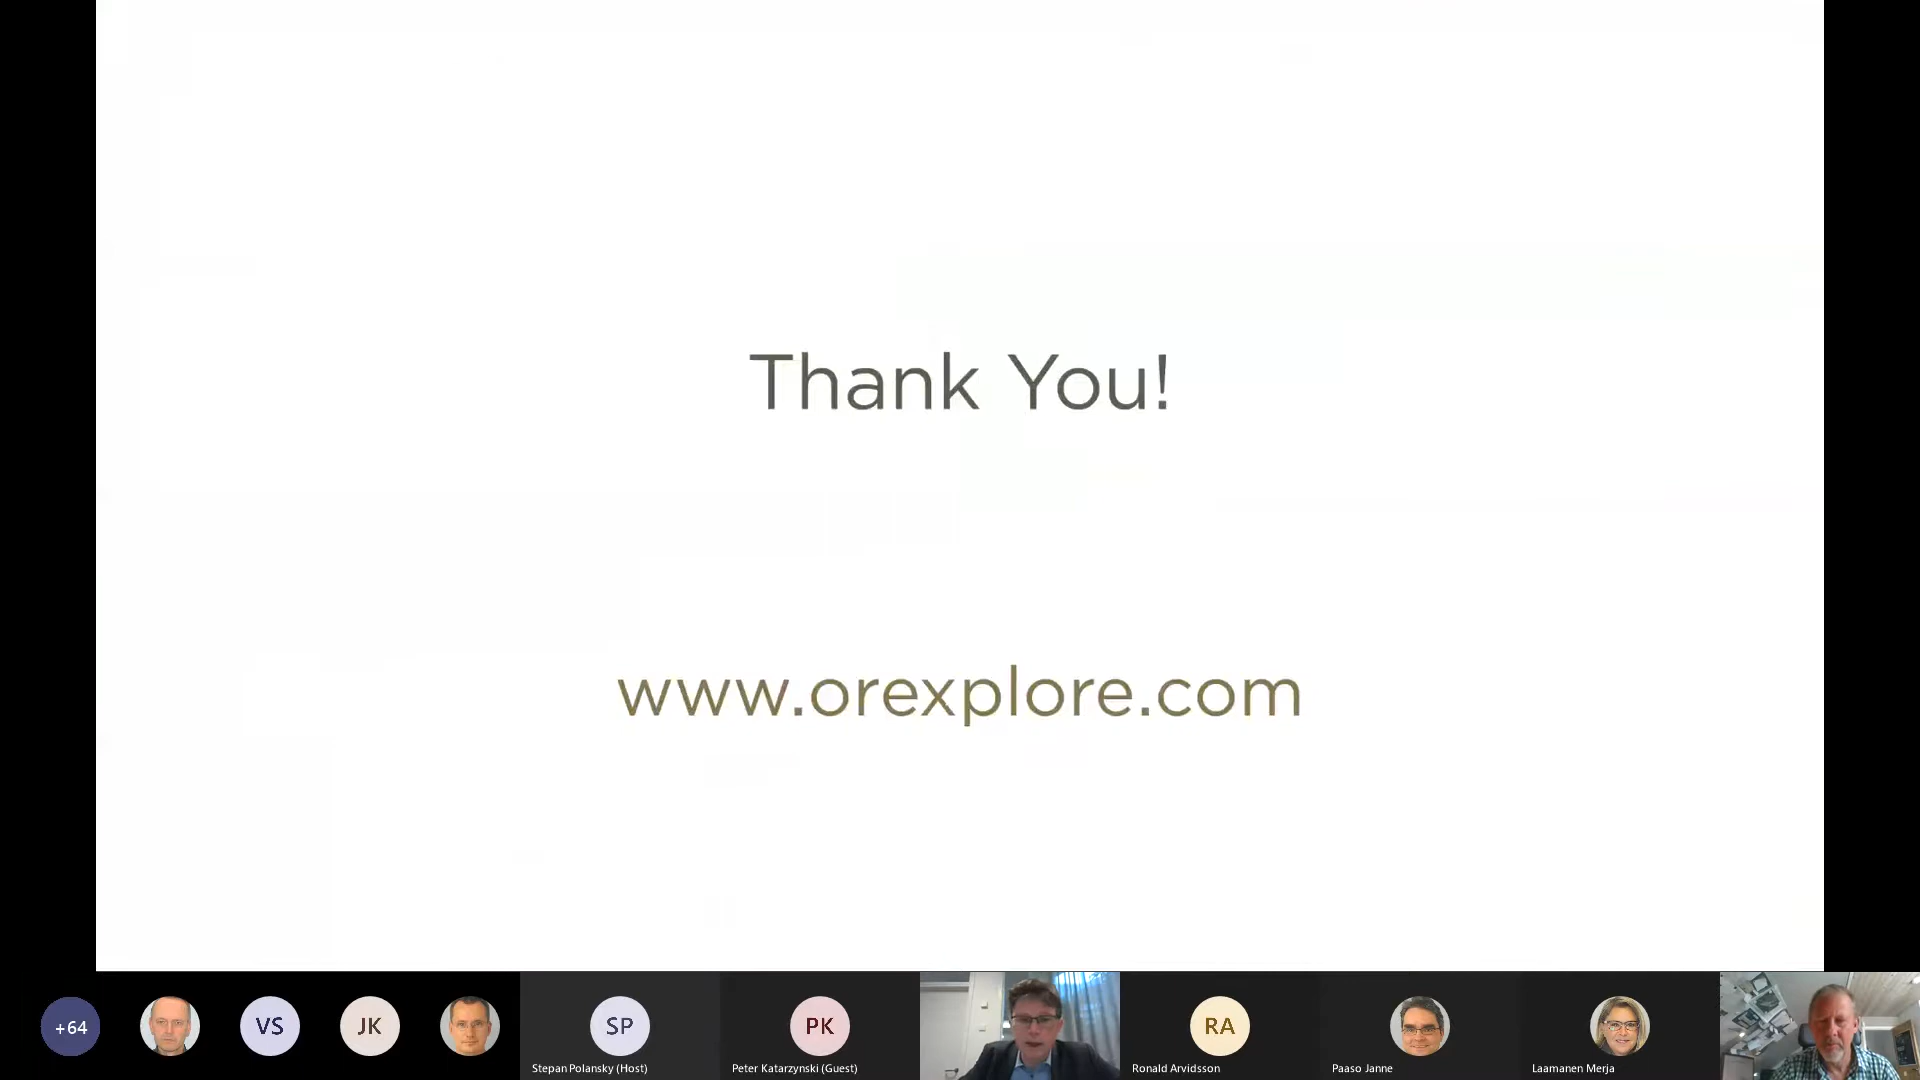 Thank You!
www.orexplore.com
+64
VS
JK
SP
PK
RA
Stepan Polansky (Host)
Peter Katarzynski (Guest)
Ronald Arvidsson
Paaso Janne
Laamanen Merja